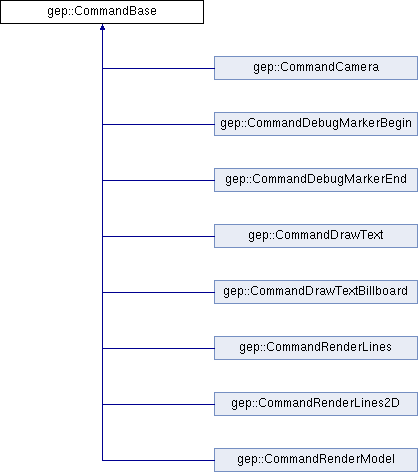 gep::CommandBase
gep::CommandCamera
gep::CommandDebugMarkerBegin
gep::CommandDebugMarkerEnd
gep::CommandDrawText
gep::CommandDrawTextBillboard
gep::CommandRenderLines
gep::CommandRenderLines2D
gep::CommandRenderModel